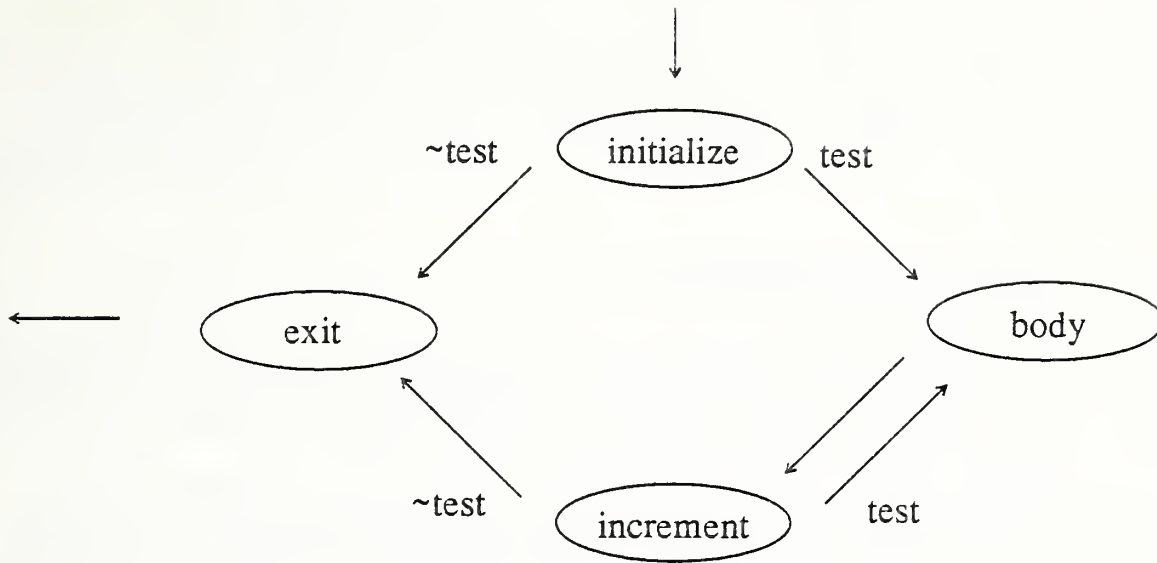 ~test
initialize
test
exit
body
~test
increment
test